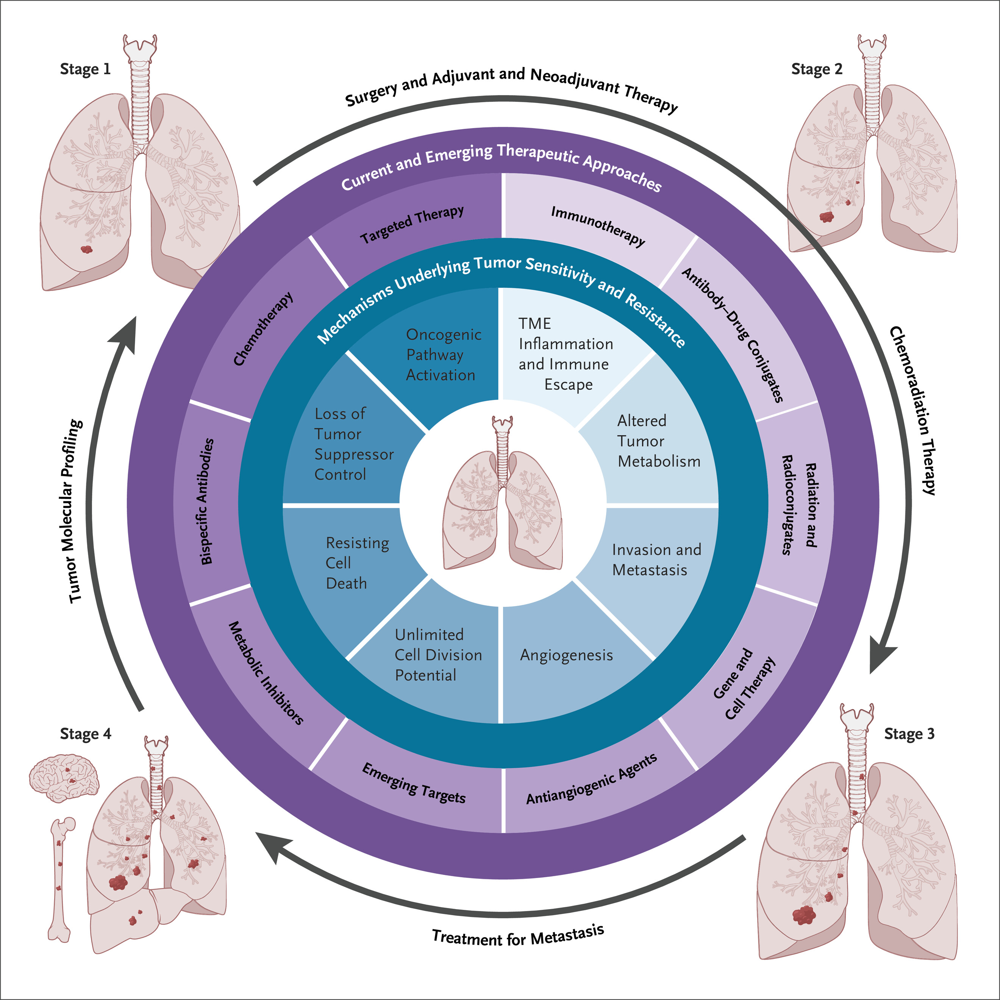 Stage 1
Stage 2
Surgery and Adjuvant and Neoadjuvant Therapy
Current and Emerging Therapeutic Approaches
Targeted Therapy
Immunotherapy
Chemotherapy
Antibody–Drug Conjugates
Mechanisms Underlying Tumor Sensitivity and Resistance
Oncogenic
Pathway
Activation
TME
Inflammation
and Immune
Escape
Loss of
Tumor
Suppressor
Control
Altered
Tumor
Metabolism
Chemoradiation Therapy
Tumor Molecular Profiling
Bispecific Antibodies
Radiation and
Radioconjugates
Resisting
Cell
Death
Invasion and
Metastasis
Unlimited
Cell Division
Potential
Angiogenesis
Metabolic Inhibitors
Gene and
Cell Therapy
Emerging Targets
Antiangiogenic Agents
Stage 4
Stage 3
Treatment for Metastasis